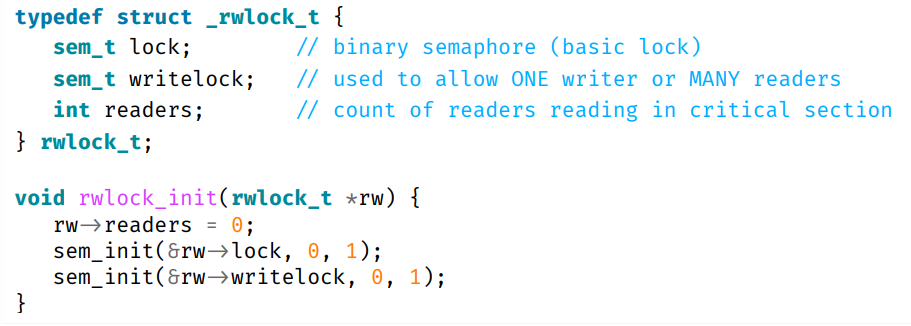 typedef struct _rwlock_t {
sem_t lock; // binary semaphore (basic lock)
sem_t writelock; // used to allow ONE writer or MANY readers
int readers; // count of readers reading in critical section
} rwlock_t;
void rwlock_init(rwlock_t *rw) {
rw->readers = 0;
sem_init(&rw->lock, 0, 1);
sem_init(&rw->writelock, 0, 1);
}